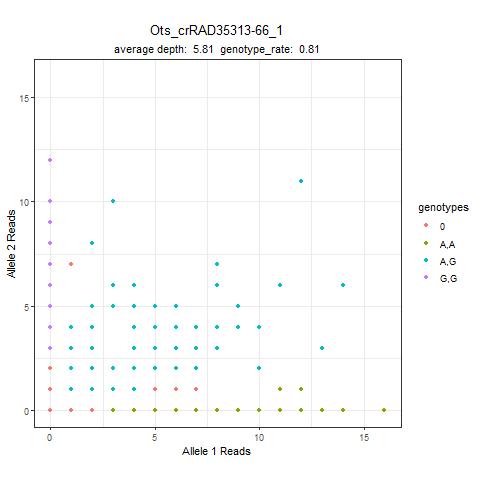 Ots_crRAD35313-66_1
average depth: 5.81 genotype_rate: 0.81
15
10
5
0
Allele 2 Reads
0 5 10 15
Allele 1 Reads
genotypes
0
A,A
A,G
G,G